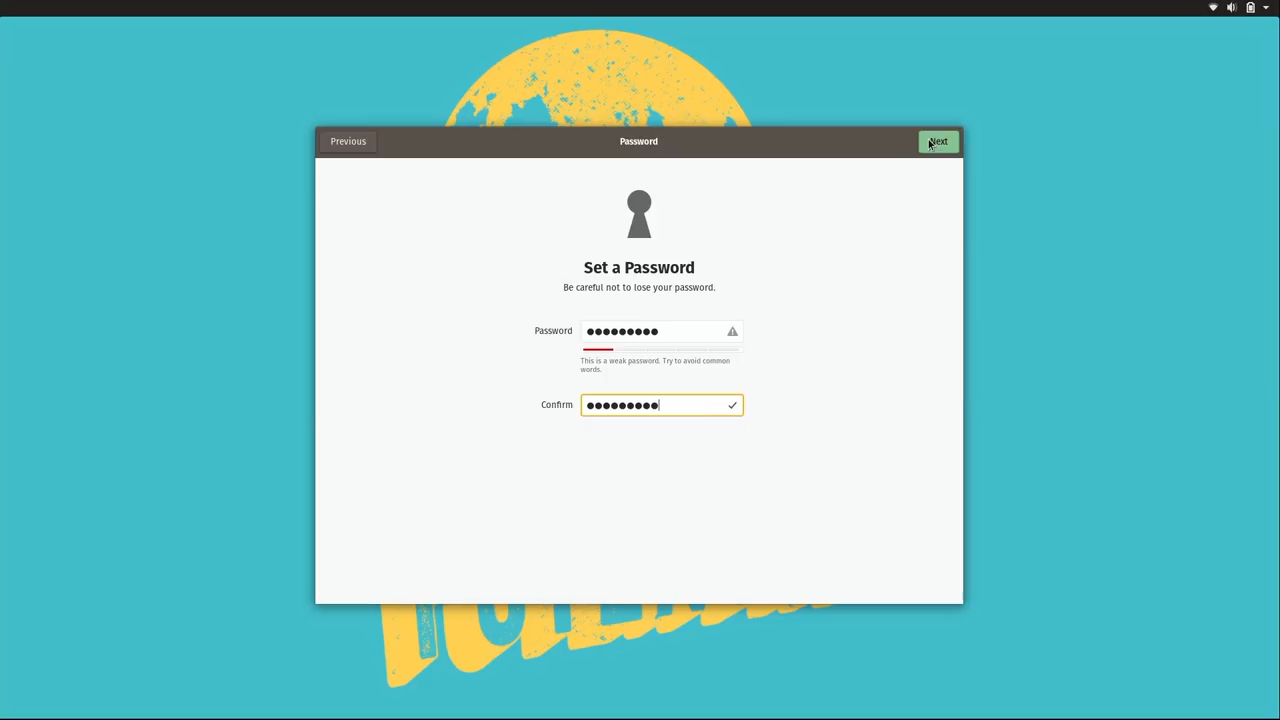 Previous
Password
Next
Set a Password
Be careful not to lose your password.
Password
●●●●●●●●●
This is a weak password. Try to avoid common
words.
Confirm
●●●●●●●●●